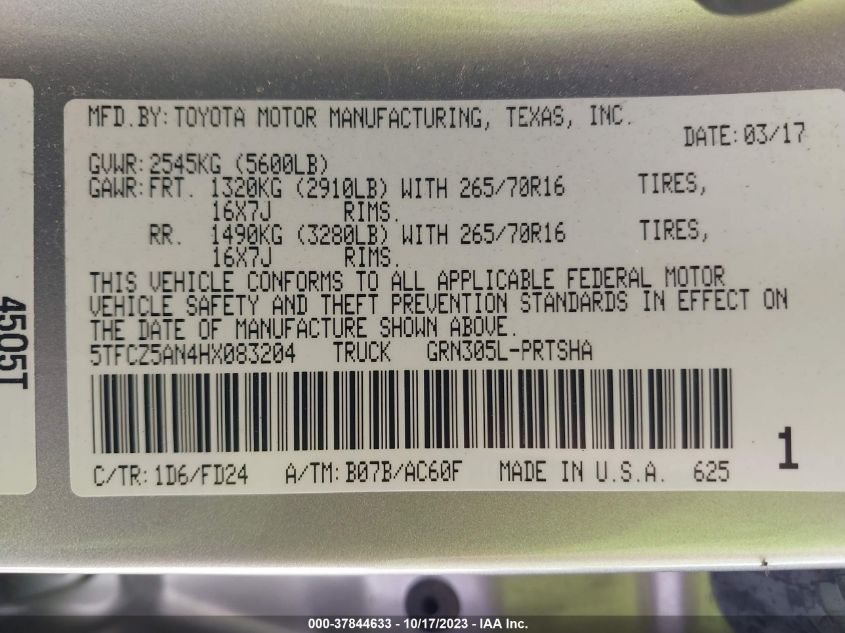 MFD.BY: TOYOTA MOTOR MANUFACTURING, TEXAS, INC.
DATE: 03/17
GVWR: 2545KG (5600LB)
GAWR: FRT. 1320KG (2910LB) WITH 265/70R16 TIRES,
16X7J RIMS.
RR. 1490KG (3280LB) WITH 265/70R16 TIRES,
16X7J RIMS.
THIS VEHICLE CONFORMS TO ALL APPLICABLE FEDERAL MOTOR
VEHICLE SAFETY AND THEFT PREVENTION STANDARDS IN EFFECT ON
THE DATE OF MANUFACTURE SHOWN ABOVE.
5TFCZ5AN4HX083204 TRUCK GRN305L-PRTSHA
1
C/TR: 1D6/FD24 A/TM: B07B/AC60F MADE IN U.S.A. 625
4505T
000-37844633 - 10/17/2023 - IAA Inc.